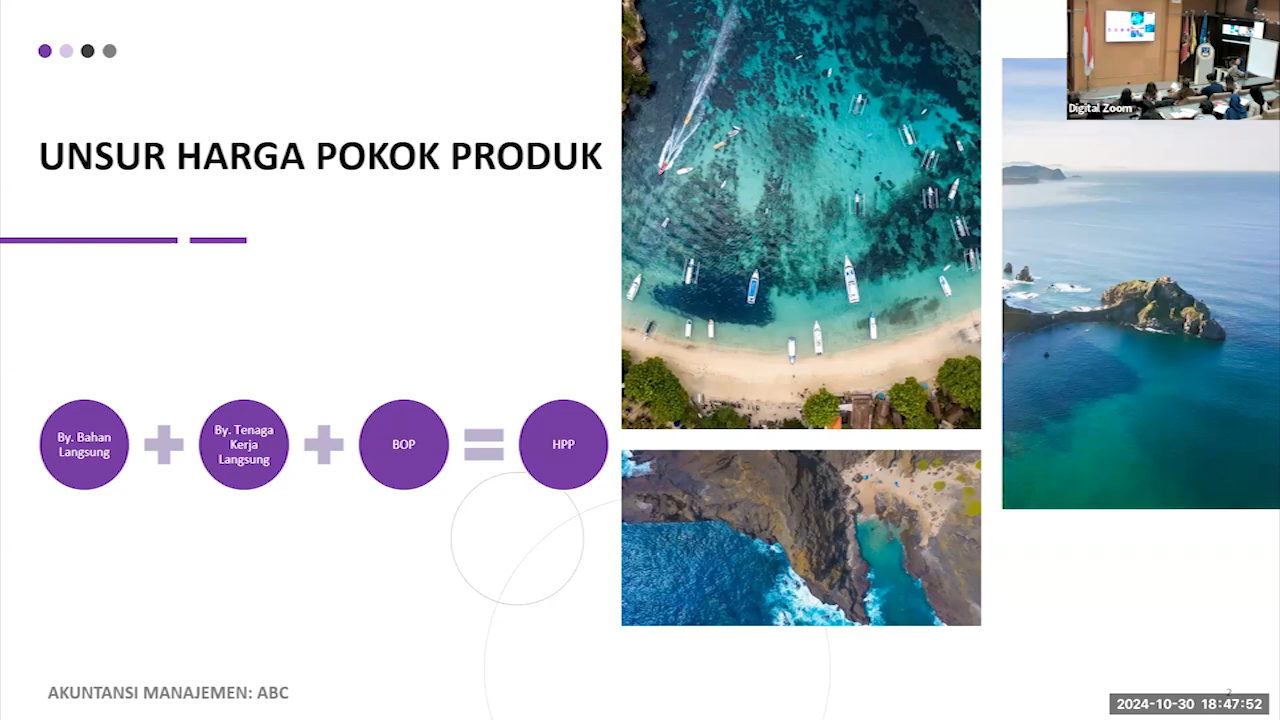 UNSUR HARGA POKOK PRODUK
By. Bahan
Langsung
By. Tenaga
Kerja
Langsung
BOP
HPP
Digital Zoom
AKUNTANSI MANAJEMEN: ABC
2
2024-10-30 18:47:52